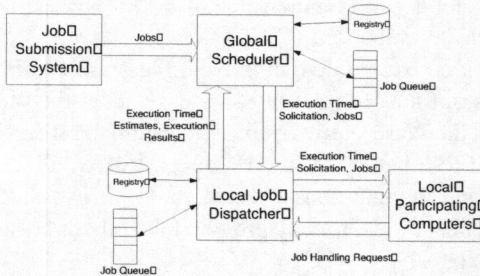 Job
Submission
System
Jobs
Global
Scheduler
Registry
Job Queue
Execution Time
Estimates, Execution
Results
Execution Time
Solicitation, Jobs
Registry
Job Queue
Local Job
Dispatcher
Execution Time
Solicitation, Jobs
Local
Participating
Computers
Job Handling Request